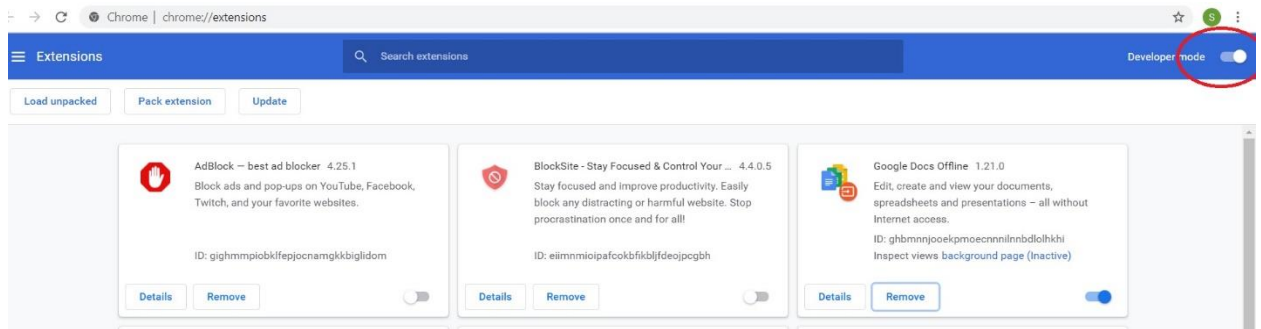 Chrome | chrome://extensions
S
Extensions
Search extensions
Developer mode
Load unpacked
Pack extension
Update
AdBlock — best ad blocker 4.25.1
Block ads and pop-ups on YouTube, Facebook,
Twitch, and your favorite websites.
ID: gighmmpiobklfepjocnamgkkbiglidom
Details
Remove
BlockSite - Stay Focused & Control Your ... 4.4.0.5
Stay focused and improve productivity. Easily
block any distracting or harmful website. Stop
procrastination once and for all!
ID: eiimnmioipafcokbfikbljfdeojpcgbh
Details
Remove
Google Docs Offline 1.21.0
Edit, create and view your documents,
spreadsheets and presentations – all without
Internet access.
ID: ghbmnnjooekpmoecnnnilnnbdlolhkhi
Inspect views background page (Inactive)
Details
Remove